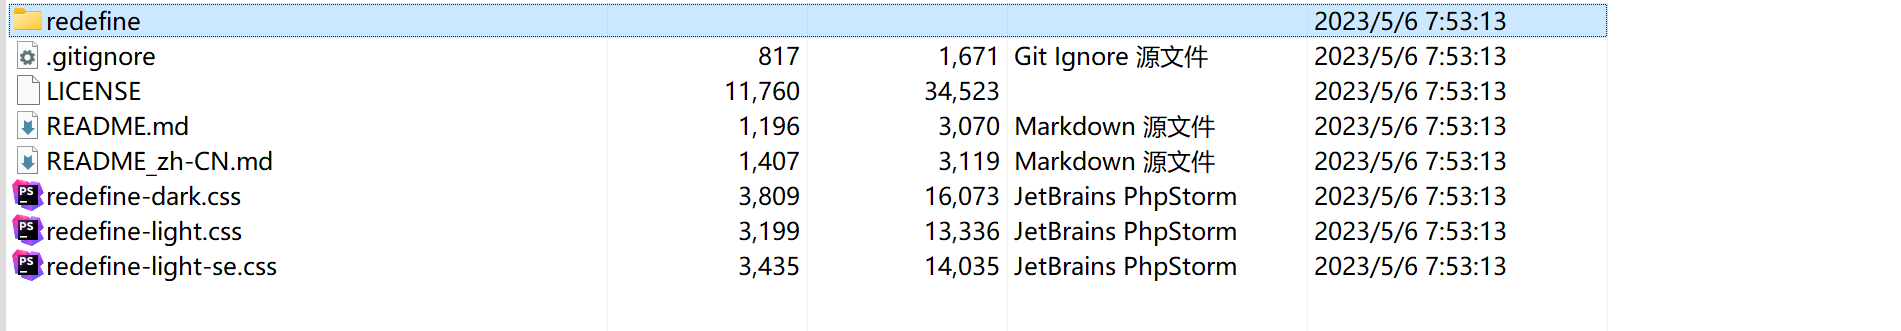 redefine 2023/5/6 7:53:13
.gitignore 817 1,671 Git Ignore 源文件 2023/5/6 7:53:13
LICENSE 11,760 34,523 2023/5/6 7:53:13
README.md 1,196 3,070 Markdown 源文件 2023/5/6 7:53:13
README_zh-CN.md 1,407 3,119 Markdown 源文件 2023/5/6 7:53:13
PS redefine-dark.css 3,809 16,073 JetBrains PhpStorm 2023/5/6 7:53:13
PS redefine-light.css 3,199 13,336 JetBrains PhpStorm 2023/5/6 7:53:13
PS redefine-light-se.css 3,435 14,035 JetBrains PhpStorm 2023/5/6 7:53:13